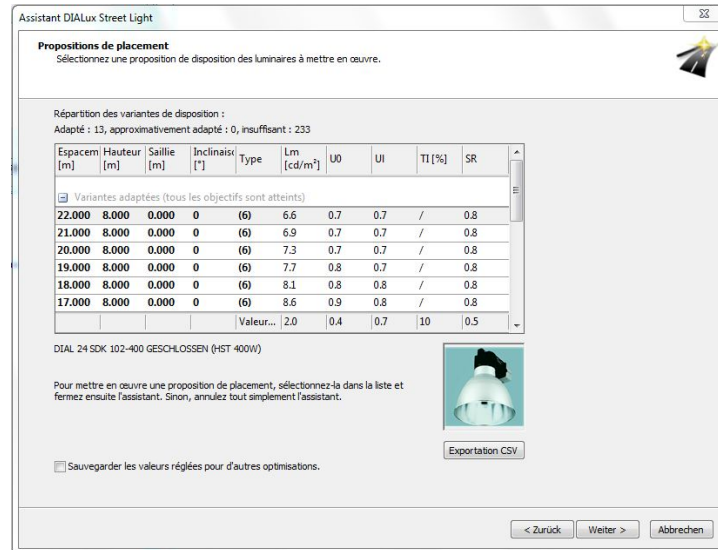 Assistant DIALux Street Light
Propositions de placement
Sélectionnez une proposition de disposition des luminaires à mettre en œuvre.
Répartition des variantes de disposition :
Adapté : 13, approximativement adapté : 0, insuffisant : 233
Espacem [m] Hauteur [m] Saillie [m] Inclinaisc [°] Type Lm [cd/m²] U0 UI TI [%] SR
Variantes adaptées (tous les objectifs sont atteints)
22.000 8.000 0.000 0 (6) 6.6 0.7 0.7 / 0.8
21.000 8.000 0.000 0 (6) 6.9 0.7 0.7 / 0.8
20.000 8.000 0.000 0 (6) 7.3 0.7 0.7 / 0.8
19.000 8.000 0.000 0 (6) 7.7 0.8 0.7 / 0.8
18.000 8.000 0.000 0 (6) 8.1 0.8 0.8 / 0.8
17.000 8.000 0.000 0 (6) 8.6 0.9 0.8 / 0.8
Valeur... 2.0 0.4 0.7 10 0.5
DIAL 24 SDK 102-400 GESCHLOSSEN (HST 400W)
Pour mettre en œuvre une proposition de placement, sélectionnez-la dans la liste et
fermez ensuite l'assistant. Sinon, annulez tout simplement l'assistant.
Exportation CSV
Sauvegarder les valeurs réglées pour d'autres optimisations.
< Zurück Weiter > Abbrechen